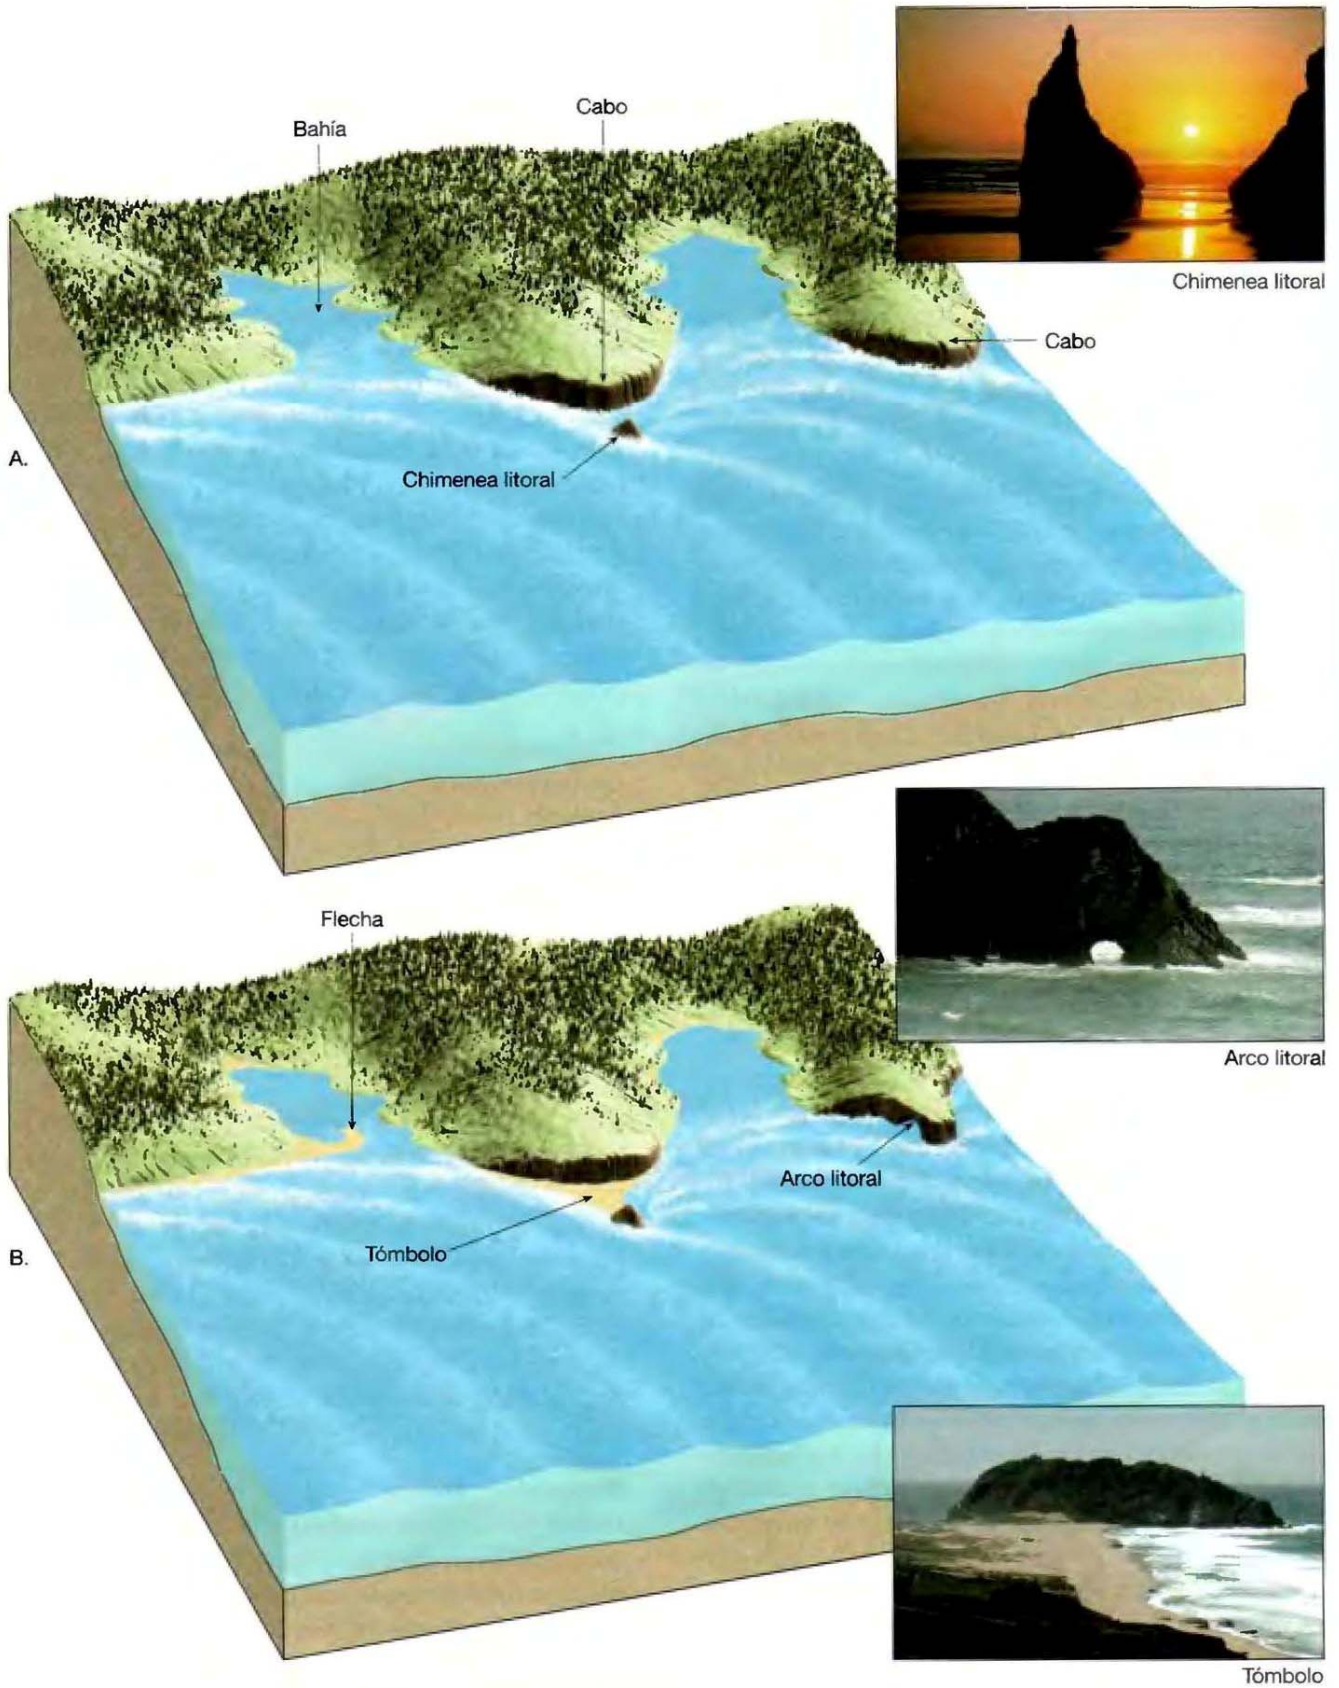 Cabo
Bahía
Chimenea litoral
Cabo
A.
Chimenea litoral
Arco litoral
Flecha
Arco litoral
Tómbolo
B.
Tómbolo